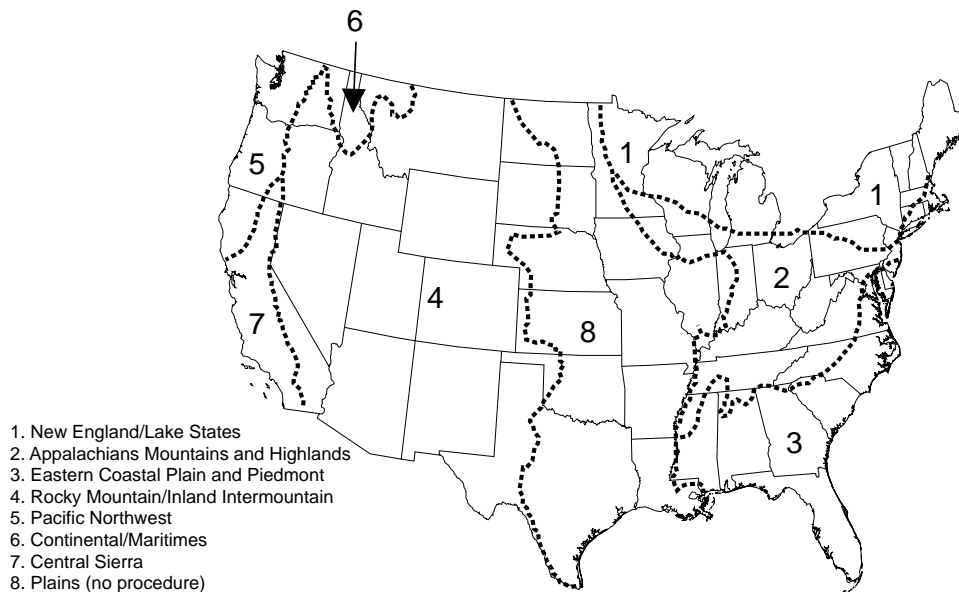 6
1
5
1
2
4
7
8
3
1. New England/Lake States
2. Appalachians Mountains and Highlands
3. Eastern Coastal Plain and Piedmont
4. Rocky Mountain/Inland Intermountain
5. Pacific Northwest
6. Continental/Maritimes
7. Central Sierra
8. Plains (no procedure)